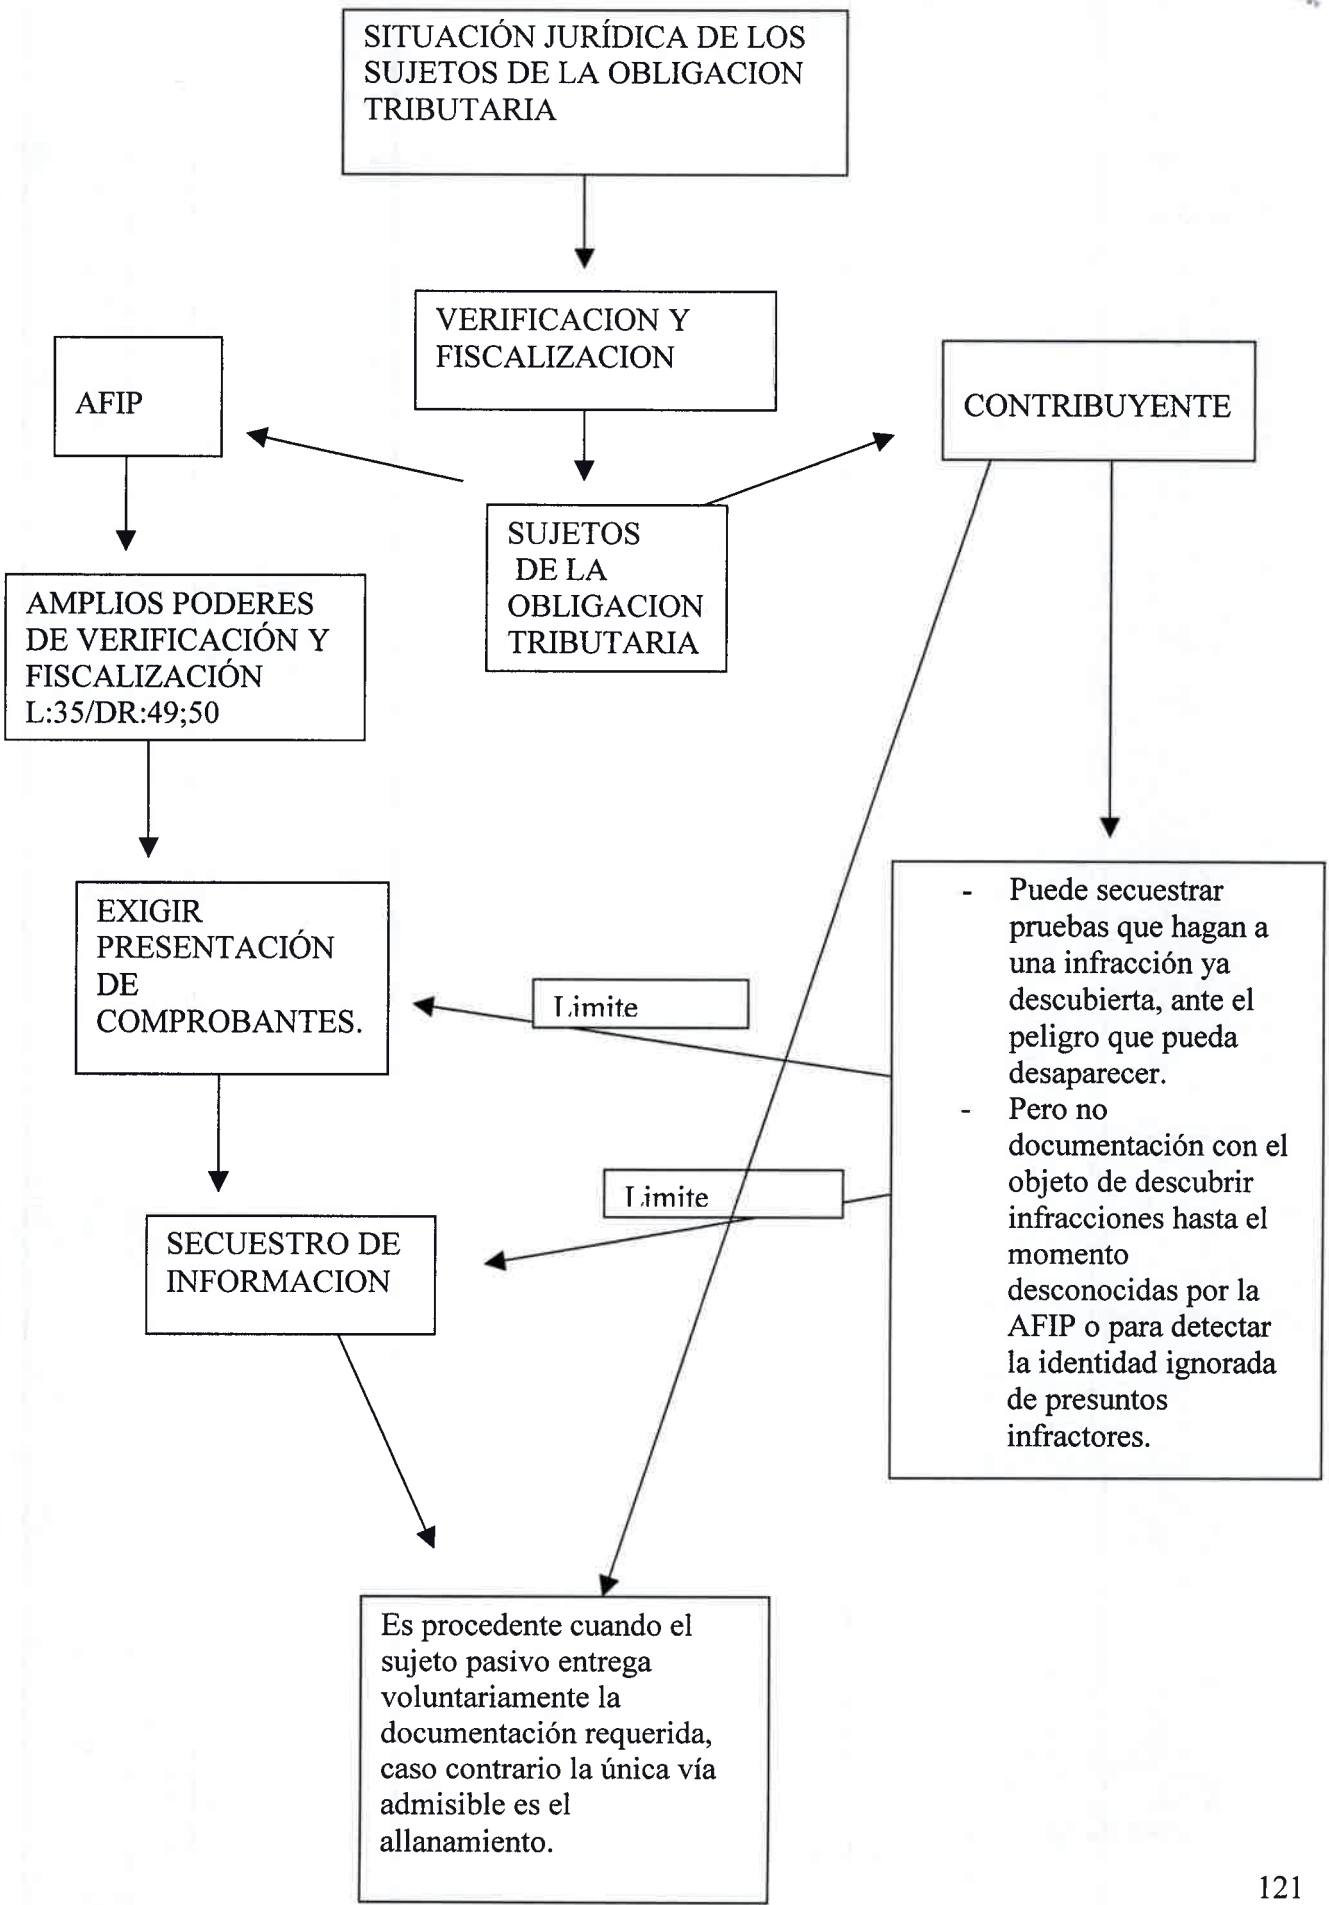 SITUACIÓN JURÍDICA DE LOS
SUJETOS DE LA OBLIGACION
TRIBUTARIA
VERIFICACION Y
FISCALIZACION
AFIP
CONTRIBUYENTE
SUJETOS
DE LA
OBLIGACION
TRIBUTARIA
AMPLIOS PODERES
DE VERIFICACIÓN Y
FISCALIZACIÓN
L:35/DR:49;50
EXIGIR
PRESENTACIÓN
DE
COMPROBANTES.
Limite
- Puede secuestrar
pruebas que hagan a
una infracción ya
descubierta, ante el
peligro que pueda
desaparecer.
- Pero no
documentación con el
objeto de descubrir
infracciones hasta el
momento
desconocidas por la
AFIP o para detectar
la identidad ignorada
de presuntos
infractores.
Limite
SECUESTRO DE
INFORMACION
Es procedente cuando el
sujeto pasivo entrega
voluntariamente la
documentación requerida,
caso contrario la única vía
admisible es el
allanamiento.
121